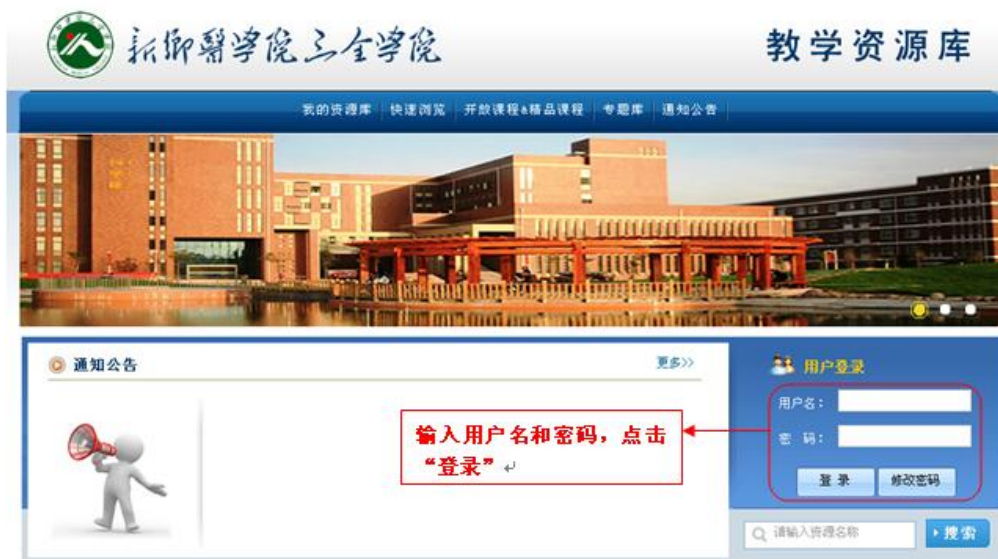 新鄉醫学院三全学院
教学资源库
我的资源库 快速浏览 开放课程&精品课程 专题库 通知公告
通知公告
更多>>
用户登录
用户名：
密 码：
输入用户名和密码，点击
“登录”
登 录
修改密码
请输入资源名称
搜索